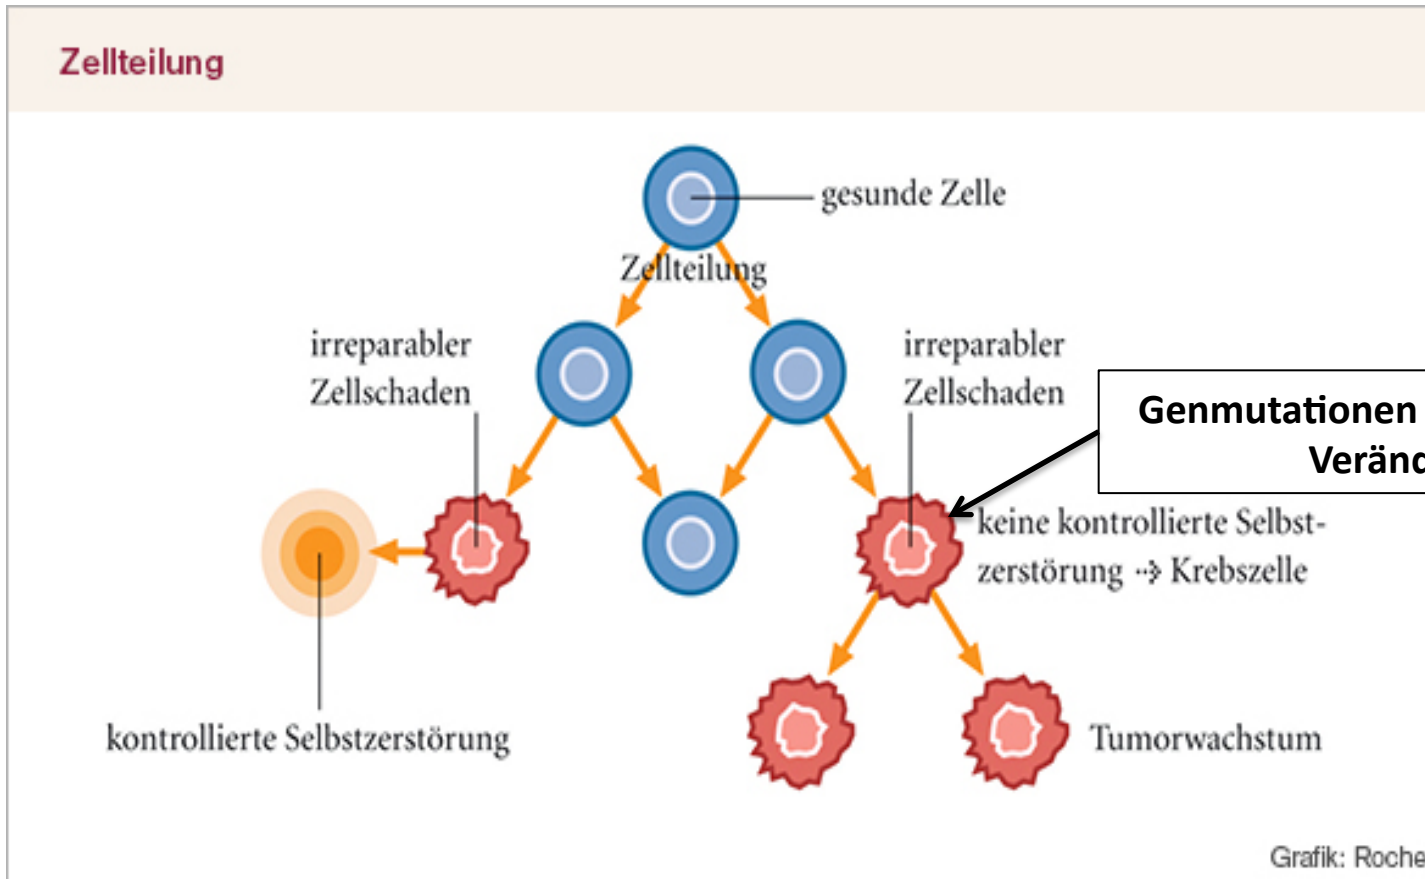 Zellteilung
gesunde Zelle
Zellteilung
irreparabler
Zellschaden
irreparabler
Zellschaden
Genmutationen
Veränd
keine kontrollierte Selbst-
zerstörung ⇢ Krebszelle
kontrollierte Selbstzerstörung
Tumorwachstum
Grafik: Roche